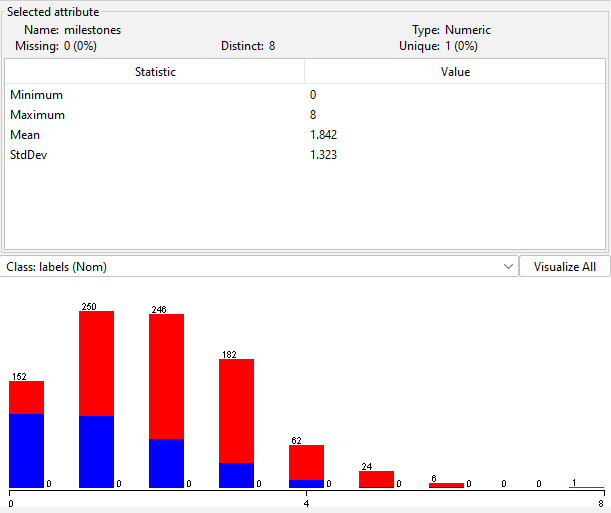 Selected attribute
Name: milestones Type: Numeric
Missing: 0 (0%) Distinct: 8 Unique: 1 (0%)
Statistic Value
Minimum 0
Maximum 8
Mean 1.842
StdDev 1.323
Class: labels (Nom) Visualize All
250
246
182
152
62
24
6
0 0 0 0 0 0 0 0 0 1
0 4 8